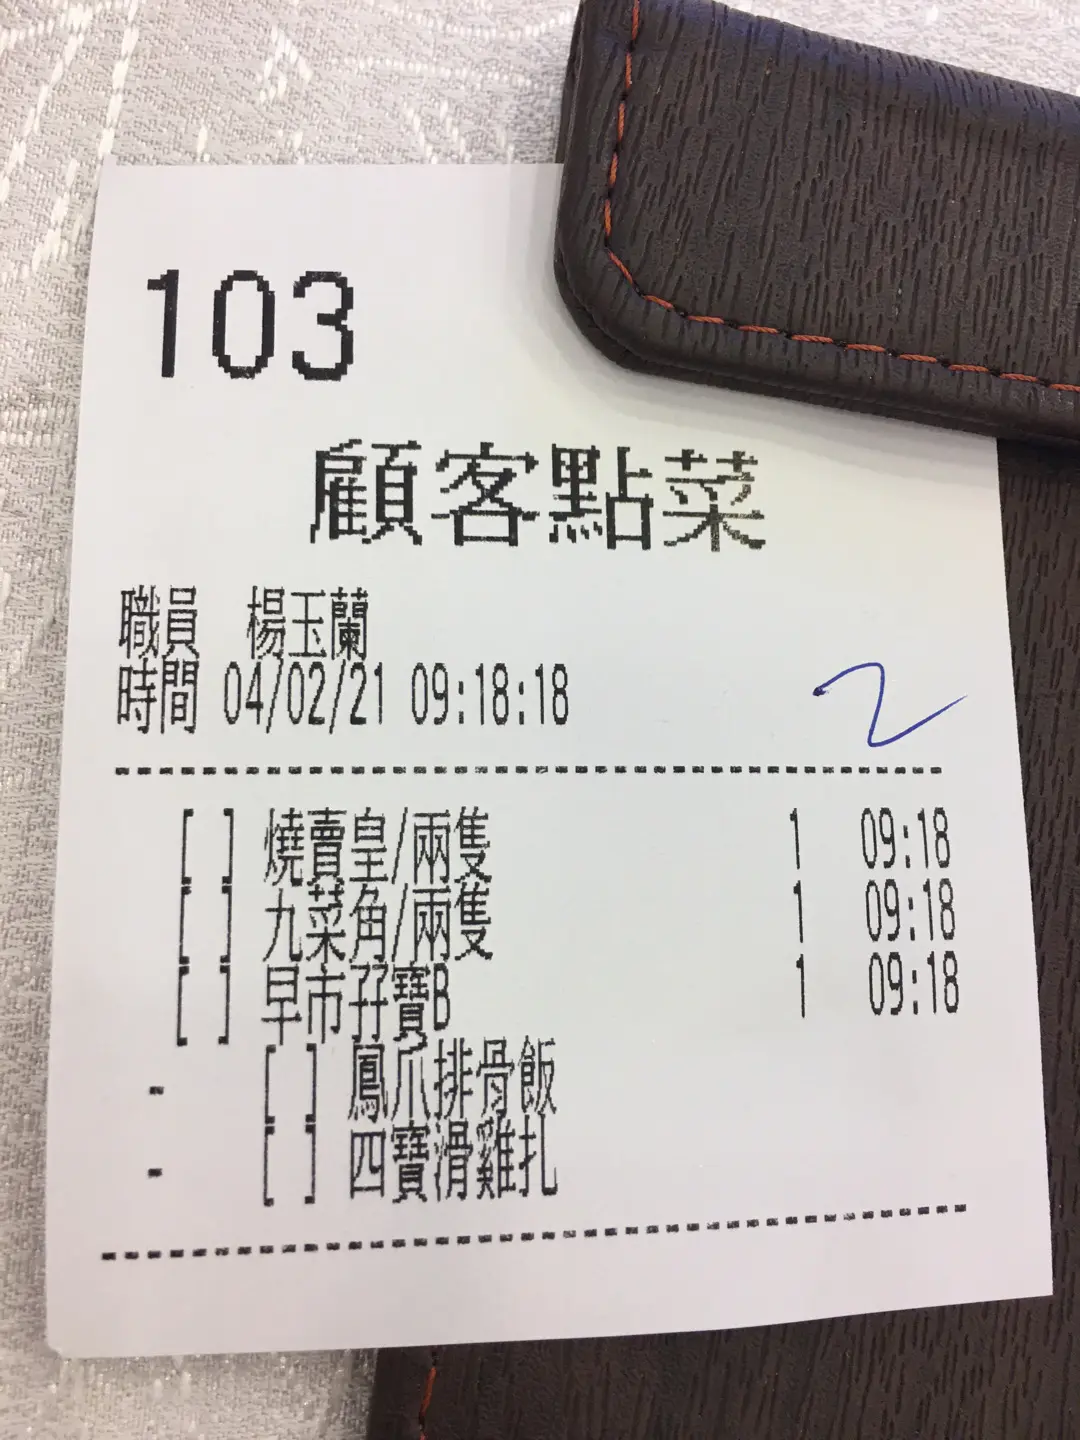 103
顧客點菜
職員 楊玉蘭
時間 04/02/21 09:18:18
2
[ ] 燒賣皇/兩隻 1 09:18
[ ] 九菜角/兩隻 1 09:18
[ ] 早市孖寶B 1 09:18
- [ ] 鳳爪排骨飯
- [ ] 四寶滑雞扎